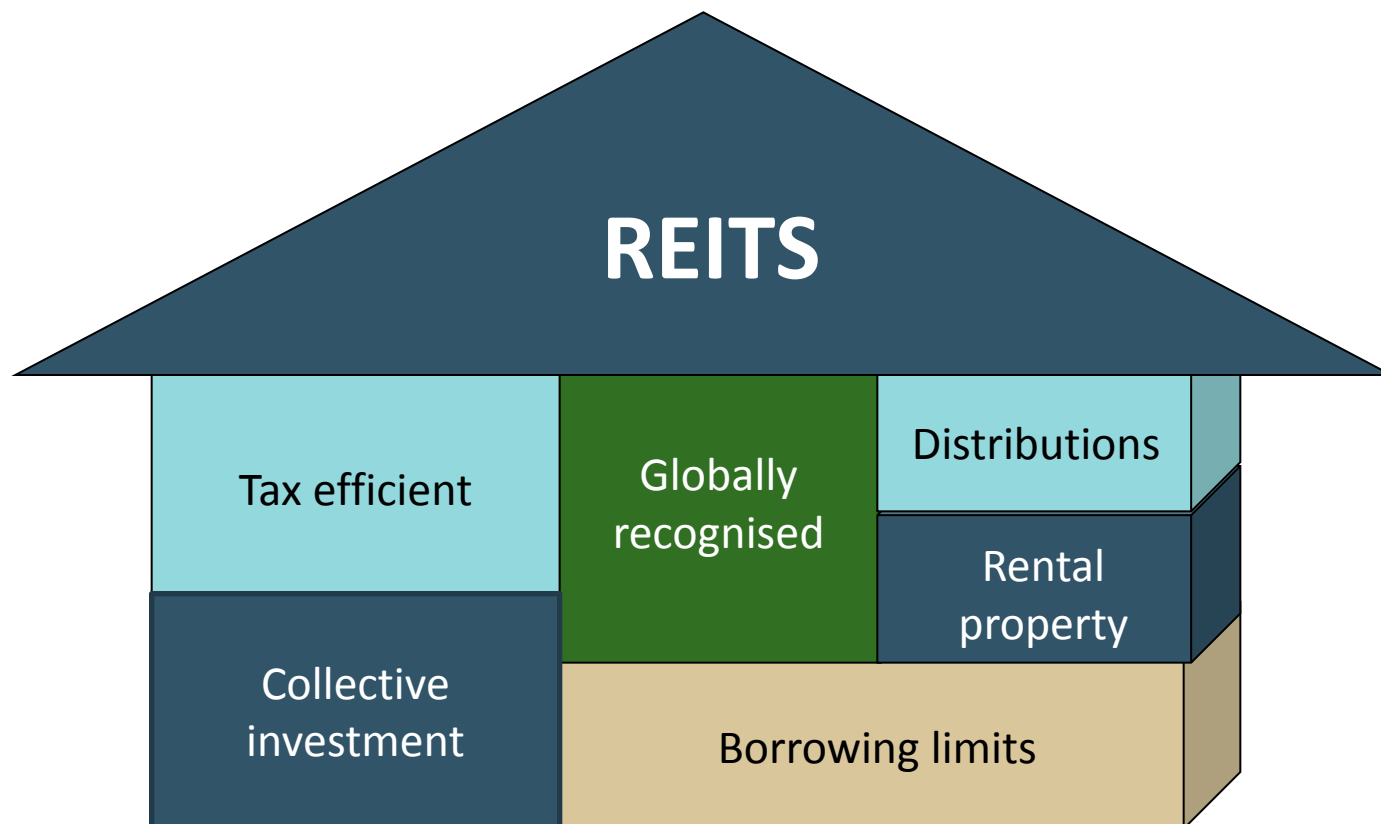 REITS
Tax efficient
Globally
recognised
Distributions
Rental
property
Collective
investment
Borrowing limits